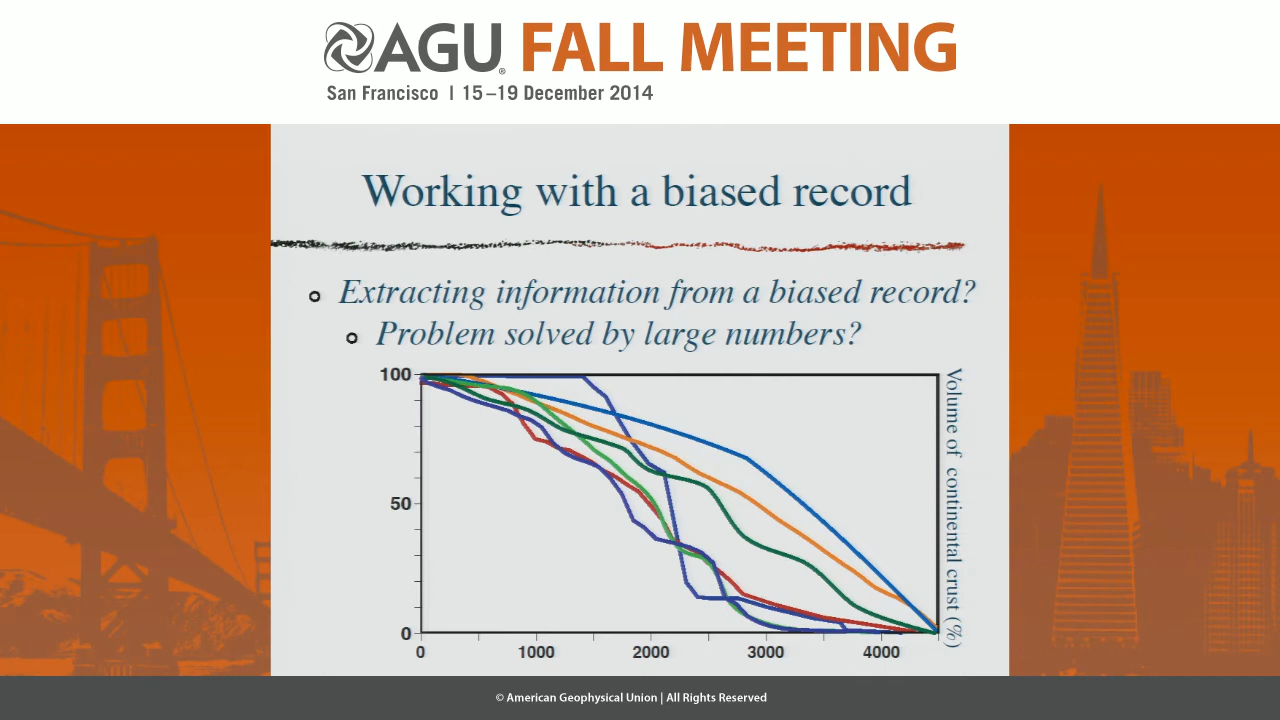 AGU® FALL MEETING
San Francisco | 15–19 December 2014
Working with a biased record
Extracting information from a biased record?
Problem solved by large numbers?
100
50
0
0 1000 2000 3000 4000
Volume of continental crust (%)
© American Geophysical Union | All Rights Reserved